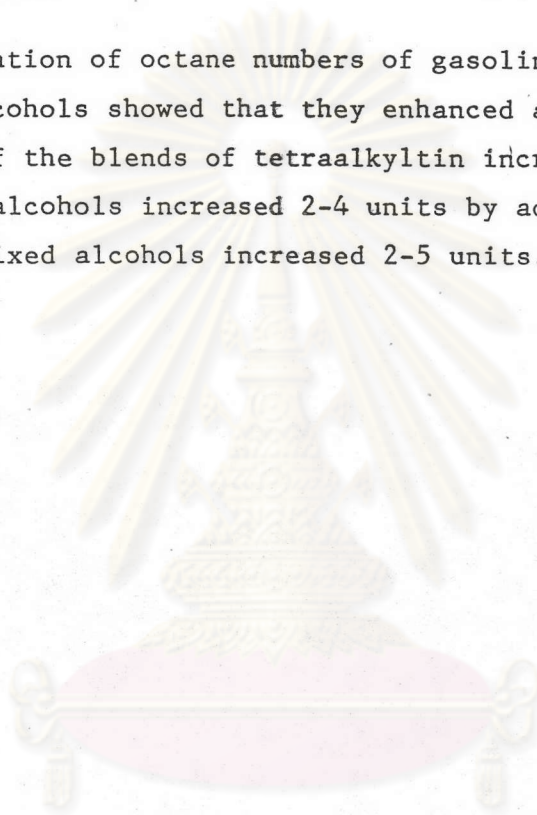 ation of octane numbers of gasolin
cohols showed that they enhanced a
f the blends of tetraalkyltin incr
alcohols increased 2-4 units by ad
ixed alcohols increased 2-5 units